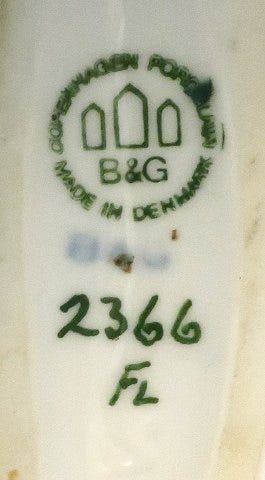 COPENHAGEN PORCELAIN
B&G
MADE IN DENMARK
B&G
2366
FL